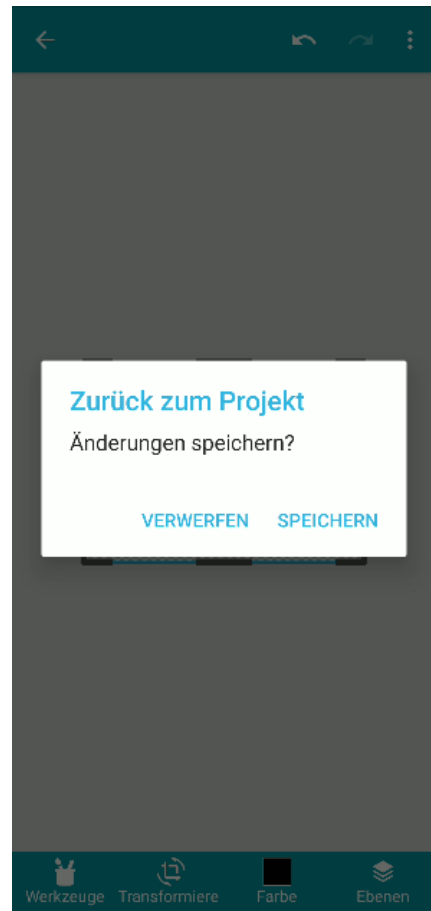 Zurück zum Projekt
Änderungen speichern?
VERWERFEN SPEICHERN
Werkzeuge Transformiere Farbe Ebenen